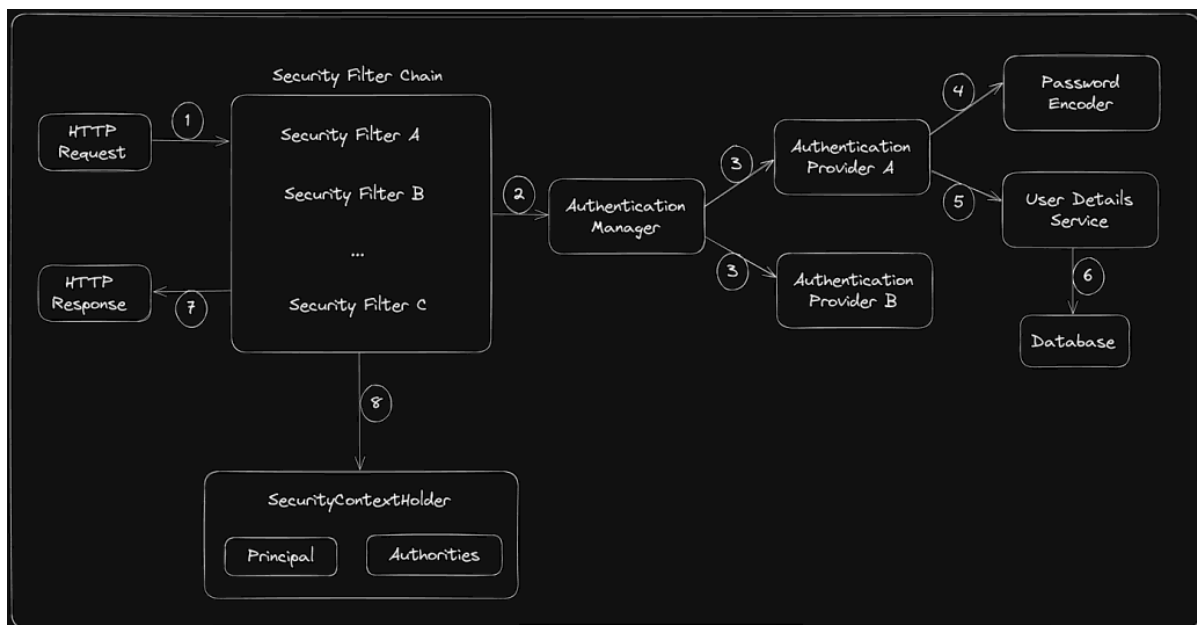 Security Filter Chain
HTTP
Request
1
Security Filter A
Security Filter B
...
Security Filter C
HTTP
Response
7
2
Authentication
Manager
3
3
Authentication
Provider A
Authentication
Provider B
4
Password
Encoder
5
User Details
Service
6
Database
8
SecurityContextHolder
Principal
Authorities